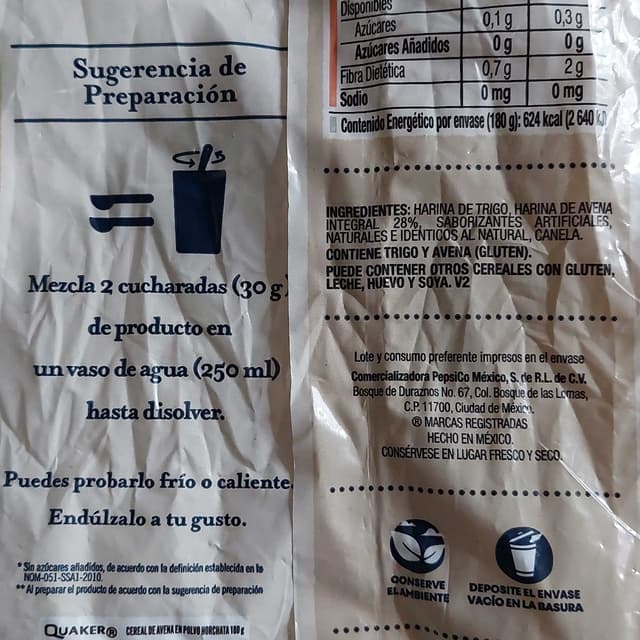 Sugerencia de
Preparación
Mezcla 2 cucharadas (30 g)
de producto en
un vaso de agua (250 ml)
hasta disolver.
Puedes probarlo frío o caliente.
Endúlzalo a tu gusto.
* Sin azúcares añadidos, de acuerdo con la definición establecida en la
NOM-051-SSA1-2010.
** Al preparar el producto de acuerdo con la sugerencia de preparación
QUAKER® CEREAL DE AVENA EN POLVO HORCHATA 180 g
Disponibles
Azúcares 0,1 g 0,3 g
Azúcares Añadidos 0 g 0 g
Fibra Dietética 0,7 g 2 g
Sodio 0 mg 0 mg
Contenido Energético por envase (180 g): 624 kcal (2 640 kJ)
INGREDIENTES: HARINA DE TRIGO, HARINA DE AVENA
INTEGRAL 28%, SABORIZANTES ARTIFICIALES,
NATURALES E IDÉNTICOS AL NATURAL, CANELA.
CONTIENE TRIGO Y AVENA (GLUTEN).
PUEDE CONTENER OTROS CEREALES CON GLUTEN,
LECHE, HUEVO Y SOYA. V2
Lote y consumo preferente impresos en el envase
Comercializadora PepsiCo México, S. de R.L. de C.V.
Bosque de Duraznos No. 67, Col. Bosque de las Lomas,
C.P. 11700, Ciudad de México.
® MARCAS REGISTRADAS
HECHO EN MÉXICO.
CONSÉRVESE EN LUGAR FRESCO Y SECO.
CONSERVE
EL AMBIENTE
DEPOSITE EL ENVASE
VACÍO EN LA BASURA